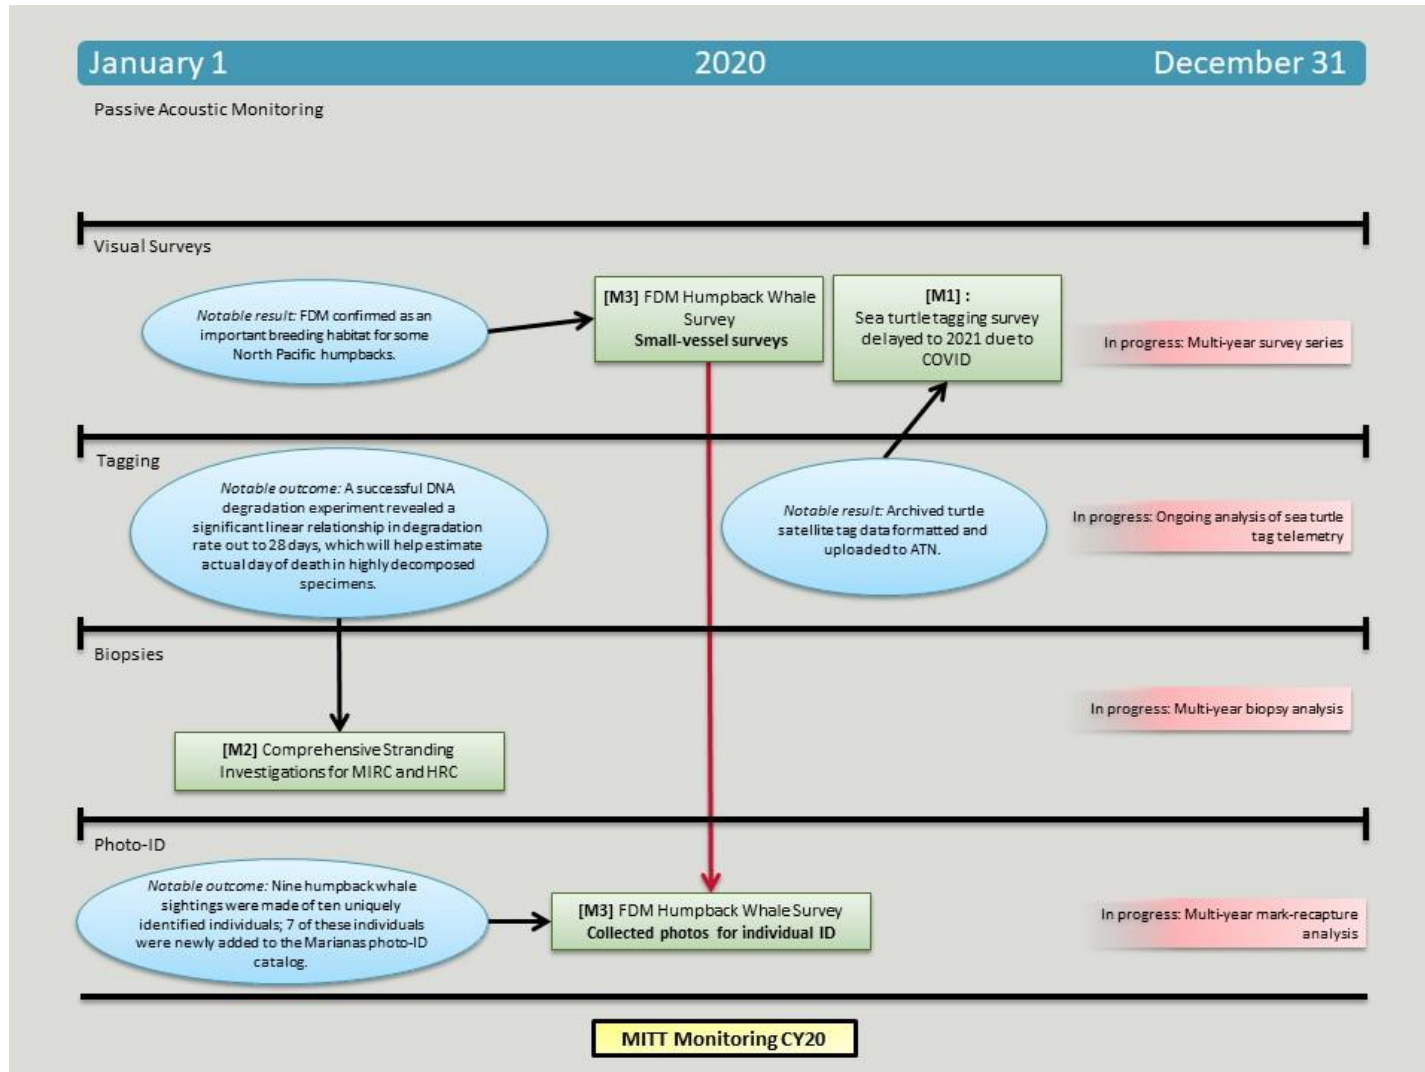 January 1 2020 December 31
Passive Acoustic Monitoring
Visual Surveys
Notable result: FDM confirmed as an
important breeding habitat for some
North Pacific humpbacks.
[M3] FDM Humpback Whale
Survey
Small-vessel surveys
[M1] :
Sea turtle tagging survey
delayed to 2021 due to
COVID
In progress: Multi-year survey series
Tagging
Notable outcome: A successful DNA
degradation experiment revealed a
significant linear relationship in degradation
rate out to 28 days, which will help estimate
actual day of death in highly decomposed
specimens.
Notable result: Archived turtle
satellite tag data formatted and
uploaded to ATN.
In progress: Ongoing analysis of sea turtle
tag telemetry
Biopsies
[M2] Comprehensive Stranding
Investigations for MIRC and HRC
In progress: Multi-year biopsy analysis
Photo-ID
Notable outcome: Nine humpback whale
sightings were made of ten uniquely
identified individuals; 7 of these individuals
were newly added to the Marianas photo-ID
catalog.
[M3] FDM Humpback Whale Survey
Collected photos for individual ID
In progress: Multi-year mark-recapture
analysis
MITT Monitoring CY20